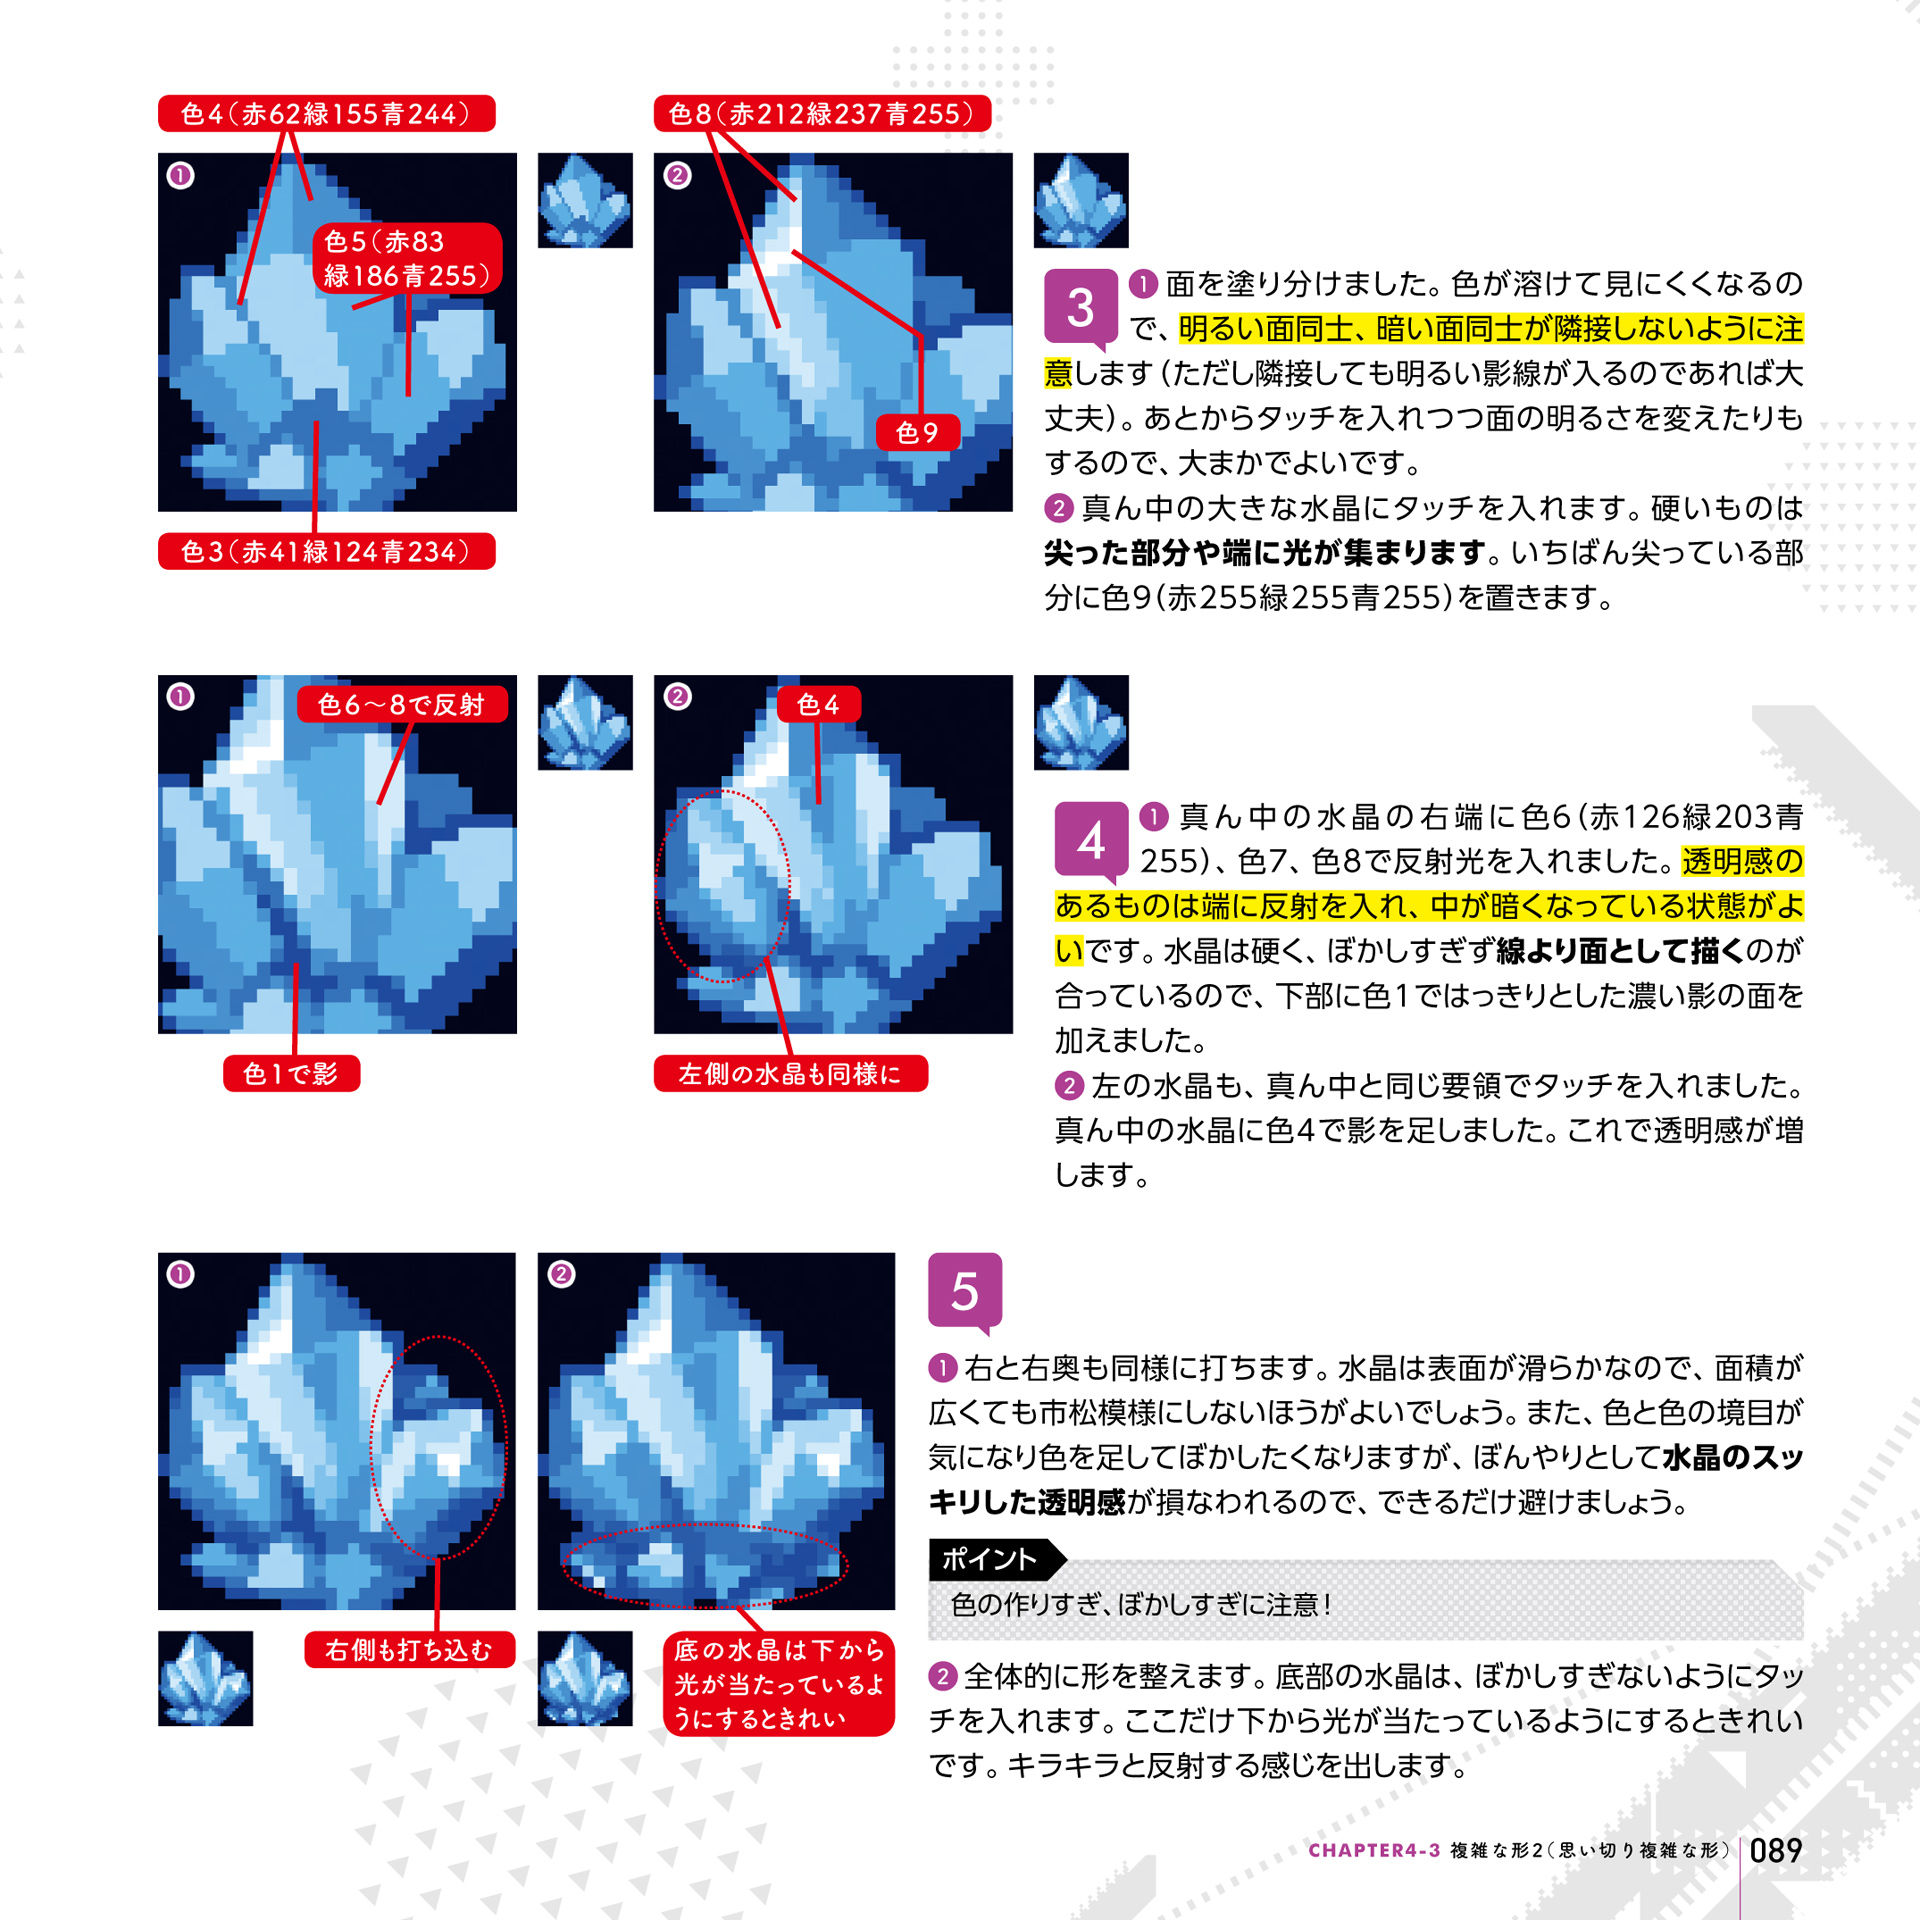 色4（赤62緑155青244）
色8（赤212緑237青255）
1
色5（赤83
緑186青255）
色3（赤41緑124青234）
2
色9
3
❶ 面を塗り分けました。色が溶けて見にくくなるの
で、明るい面同士、暗い面同士が隣接しないように注
意します（ただし隣接しても明るい影線が入るのであれば大
丈夫）。あとからタッチを入れつつ面の明るさを変えたりも
するので、大まかでよいです。
❷ 真ん中の大きな水晶にタッチを入れます。硬いものは
尖った部分や端に光が集まります。いちばん尖っている部
分に色9（赤255緑255青255）を置きます。
1
色6～8で反射
色1で影
2
色4
左側の水晶も同様に
4
❶ 真ん中の水晶の右端に色6（赤126緑203青
255）、色7、色8で反射光を入れました。透明感の
あるものは端に反射を入れ、中が暗くなっている状態がよ
いです。水晶は硬く、ぼかしすぎず線より面として描くのが
合っているので、下部に色1ではっきりとした濃い影の面を
加えました。
❷ 左の水晶も、真ん中と同じ要領でタッチを入れました。
真ん中の水晶に色4で影を足しました。これで透明感が増
します。
1
右側も打ち込む
2
底の水晶は下から
光が当たっているよ
うにするときれい
5
❶ 右と右奥も同様に打ちます。水晶は表面が滑らかなので、面積が
広くても市松模様にしないほうがよいでしょう。また、色と色の境目が
気になり色を足してぼかしたくなりますが、ぼんやりとして水晶のスッ
キリした透明感が損なわれるので、できるだけ避けましょう。
ポイント
色の作りすぎ、ぼかしすぎに注意！
❷ 全体的に形を整えます。底部の水晶は、ぼかしすぎないようにタッ
チを入れます。ここだけ下から光が当たっているようにするときれい
です。キラキラと反射する感じを出します。
CHAPTER4-3 複雑な形2（思い切り複雑な形） 089